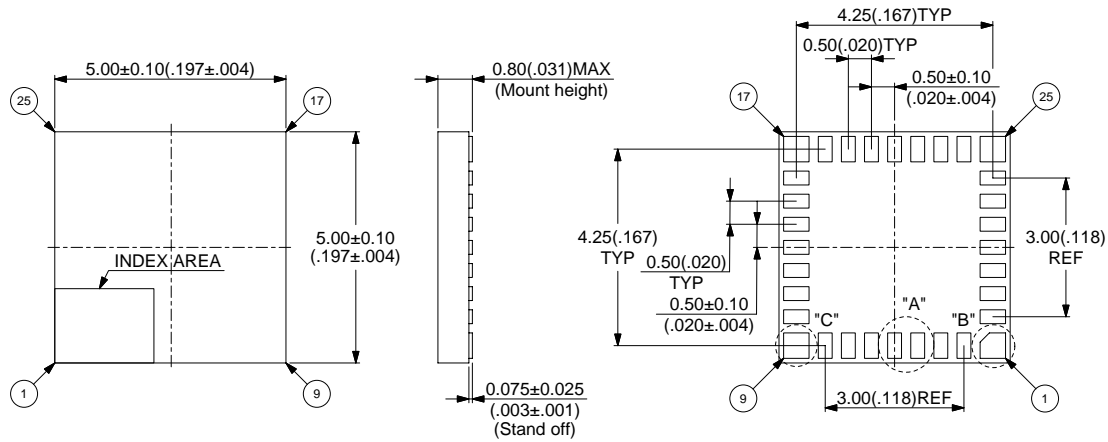 5.00±0.10(.197±.004)
25
17
5.00±0.10
(.197±.004)
INDEX AREA
1
9
0.80(.031)MAX
(Mount height)
0.075±0.025
(.003±.001)
(Stand off)
4.25(.167)TYP
0.50(.020)TYP
0.50±0.10
(.020±.004)
17
25
4.25(.167)
TYP
0.50(.020)
TYP
0.50±0.10
(.020±.004)
3.00(.118)
REF
"C"
"A"
"B"
9
3.00(.118)REF
1